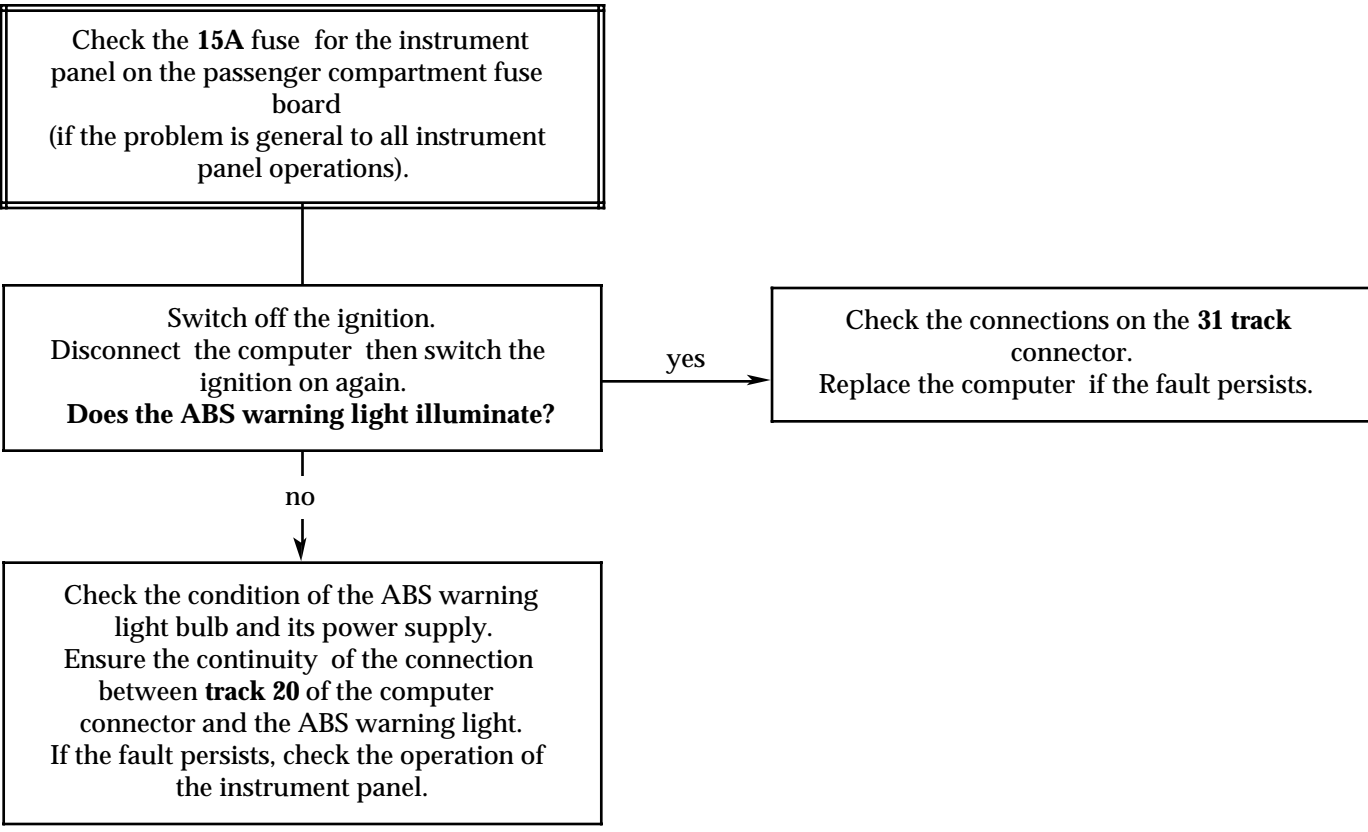 Check the 15A fuse for the instrument
panel on the passenger compartment fuse
board
(if the problem is general to all instrument
panel operations).
Switch off the ignition.
Disconnect the computer then switch the
ignition on again.
Does the ABS warning light illuminate?
yes
Check the connections on the 31 track
connector.
Replace the computer if the fault persists.
no
Check the condition of the ABS warning
light bulb and its power supply.
Ensure the continuity of the connection
between track 20 of the computer
connector and the ABS warning light.
If the fault persists, check the operation of
the instrument panel.